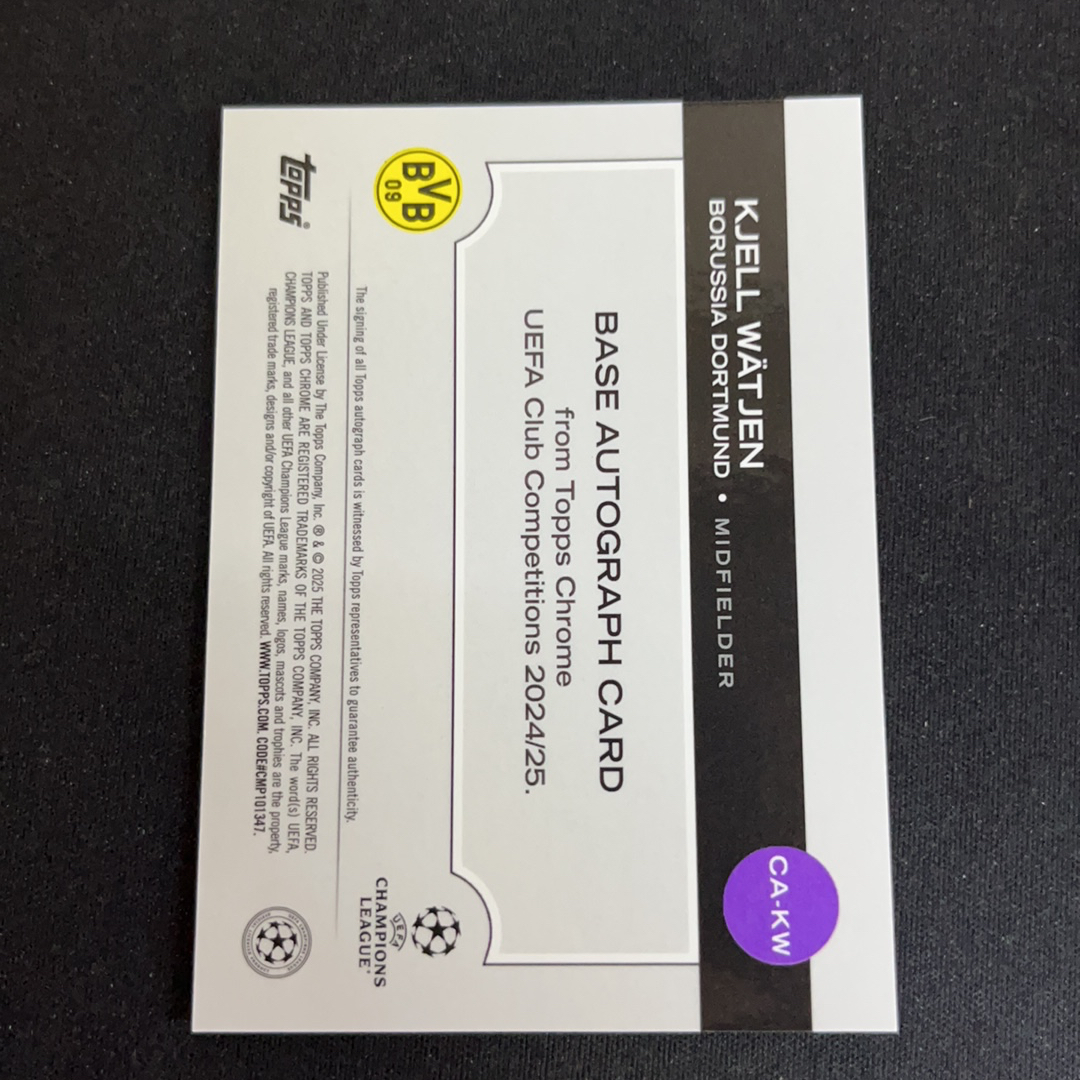 KJELL WÄTJEN
BORUSSIA DORTMUND • MIDFIELDER
CA-KW
BASE AUTOGRAPH CARD
from Topps Chrome
UEFA Club Competitions 2024/25.
BVB
09
UEFA
CHAMPIONS
LEAGUE
The signing of all Topps autograph cards is witnessed by Topps representatives to guarantee authenticity.
topps®
Published Under License by The Topps Company, Inc. ® & © 2025 THE TOPPS COMPANY, INC. ALL RIGHTS RESERVED.
TOPPS AND TOPPS CHROME ARE REGISTERED TRADEMARKS OF THE TOPPS COMPANY, INC. The word(s) UEFA,
CHAMPIONS LEAGUE, and all other UEFA Champions League marks, names, logos, mascots and trophies are the property,
registered trade marks, designs and/or copyright of UEFA. All rights reserved. WWW.TOPPS.COM. CODE#CMP101347.